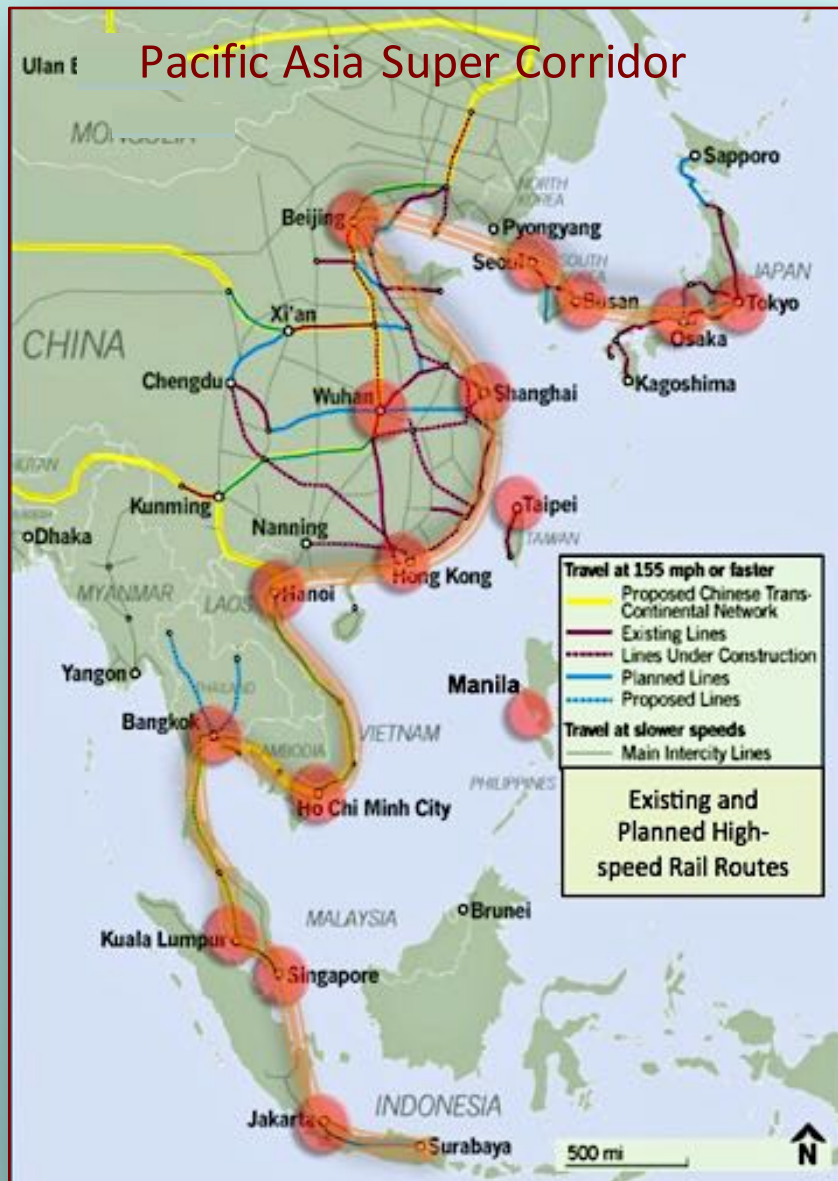 Pacific Asia Super Corridor
Ulan B
MONGOLIA
Sapporo
NORTH
KOREA
Beijing
Pyongyang
Seoul
SOUTH
KOREA
JAPAN
Busan
Tokyo
Osaka
Xi'an
CHINA
Chengdu
Wuhan
Shanghai
Kagoshima
Kunming
Taipei
Nanning
TAIWAN
Dhaka
Hong Kong
Hanoi
MYANMAR
LAOS
Travel at 155 mph or faster
Proposed Chinese Trans-
Continental Network
Existing Lines
Lines Under Construction
Planned Lines
Proposed Lines
Travel at slower speeds
Main Intercity Lines
Yangon
THAILAND
Manila
Bangkok
VIETNAM
CAMBODIA
PHILIPPINES
Ho Chi Minh City
Existing and
Planned High-
speed Rail Routes
MALAYSIA
Brunei
Kuala Lumpur
Singapore
INDONESIA
Jakarta
Surabaya
500 mi
N